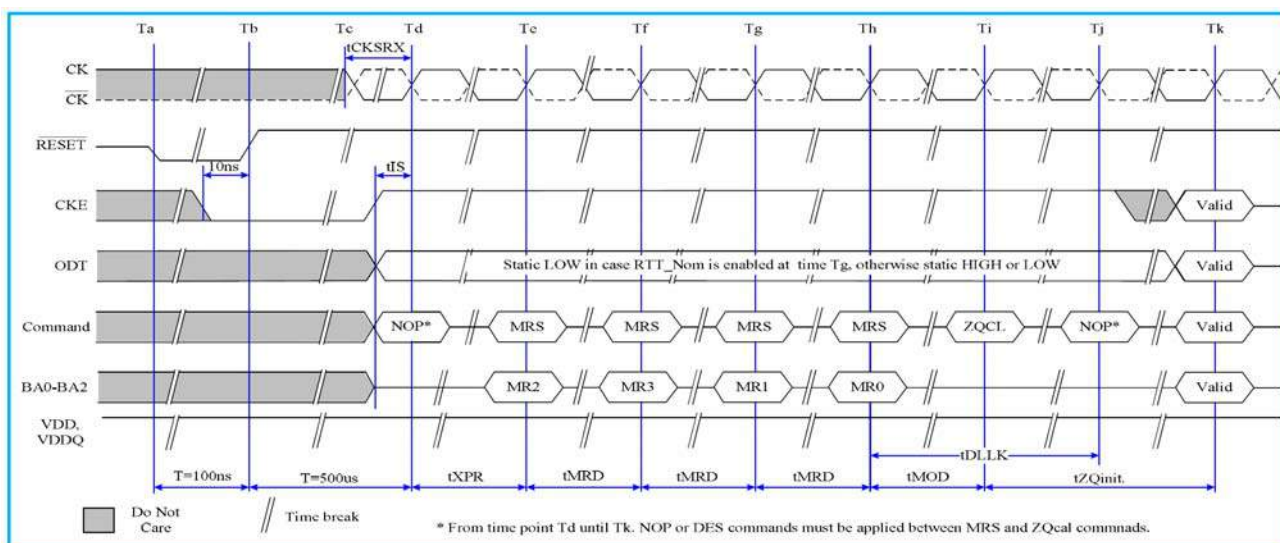 Ta Tb Tc Td Te Tf Tg Th Ti Tj Tk
tCKSRX
CK
CK
RESET
10ns tIS
CKE Valid
ODT Static LOW in case RTT_Nom is enabled at time Tg, otherwise static HIGH or LOW Valid
Command NOP* MRS MRS MRS MRS ZQCL NOP* Valid
BA0-BA2 MR2 MR3 MR1 MR0 Valid
VDD,
VDDQ
tDLLK
T=100ns T=500us tXPR tMRD tMRD tMRD tMOD tZQinit.
Do Not
Care
Time break
* From time point Td until Tk. NOP or DES commands must be applied between MRS and ZQcal commnads.